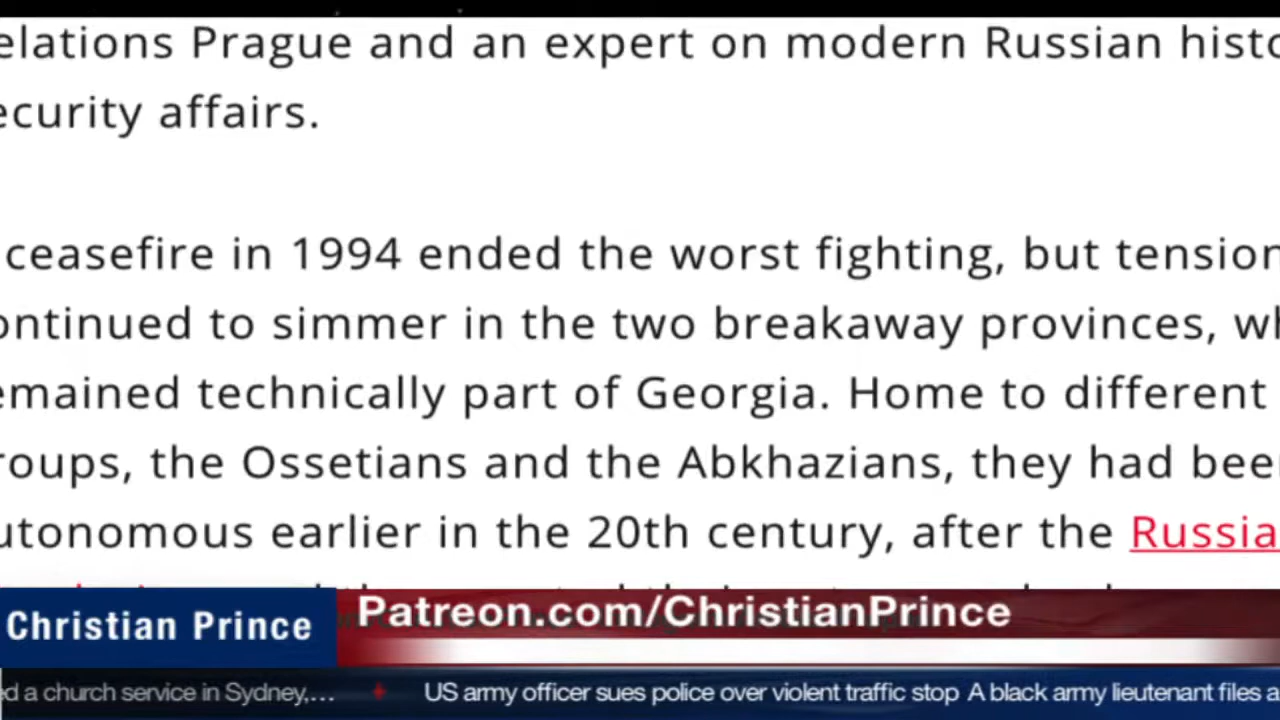 elations Prague and an expert on modern Russian histo
ecurity affairs.
ceasefire in 1994 ended the worst fighting, but tension
ontinued to simmer in the two breakaway provinces, wh
emained technically part of Georgia. Home to different
roups, the Ossetians and the Abkhazians, they had been
utonomous earlier in the 20th century, after the Russia
Christian Prince
Patreon.com/ChristianPrince
ed a church service in Sydney,... + US army officer sues police over violent traffic stop A black army lieutenant files a